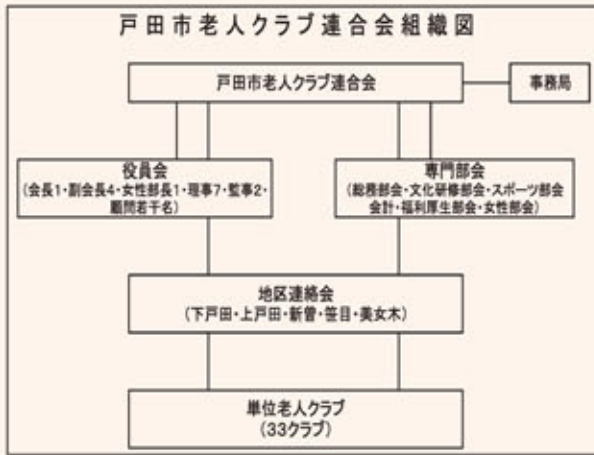 戸田市老人クラブ連合会組織図
戸田市老人クラブ連合会
事務局
役員会
(会長1・副会長4・女性部長1・理事7・監事2・
顧問若干名)
専門部会
(総務部会・文化研修部会・スポーツ部会
会計・福利厚生部会・女性部会)
地区連絡会
(下戸田・上戸田・新曽・笹目・美女木)
単位老人クラブ
(33クラブ)